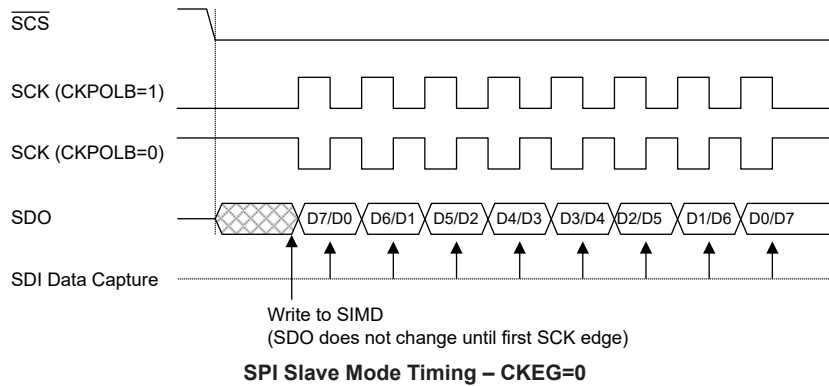 SCS
SCK (CKPOLB=1)
SCK (CKPOLB=0)
SDO
D7/D0 D6/D1 D5/D2 D4/D3 D3/D4 D2/D5 D1/D6 D0/D7
SDI Data Capture
Write to SIMD
(SDO does not change until first SCK edge)
SPI Slave Mode Timing – CKEG=0